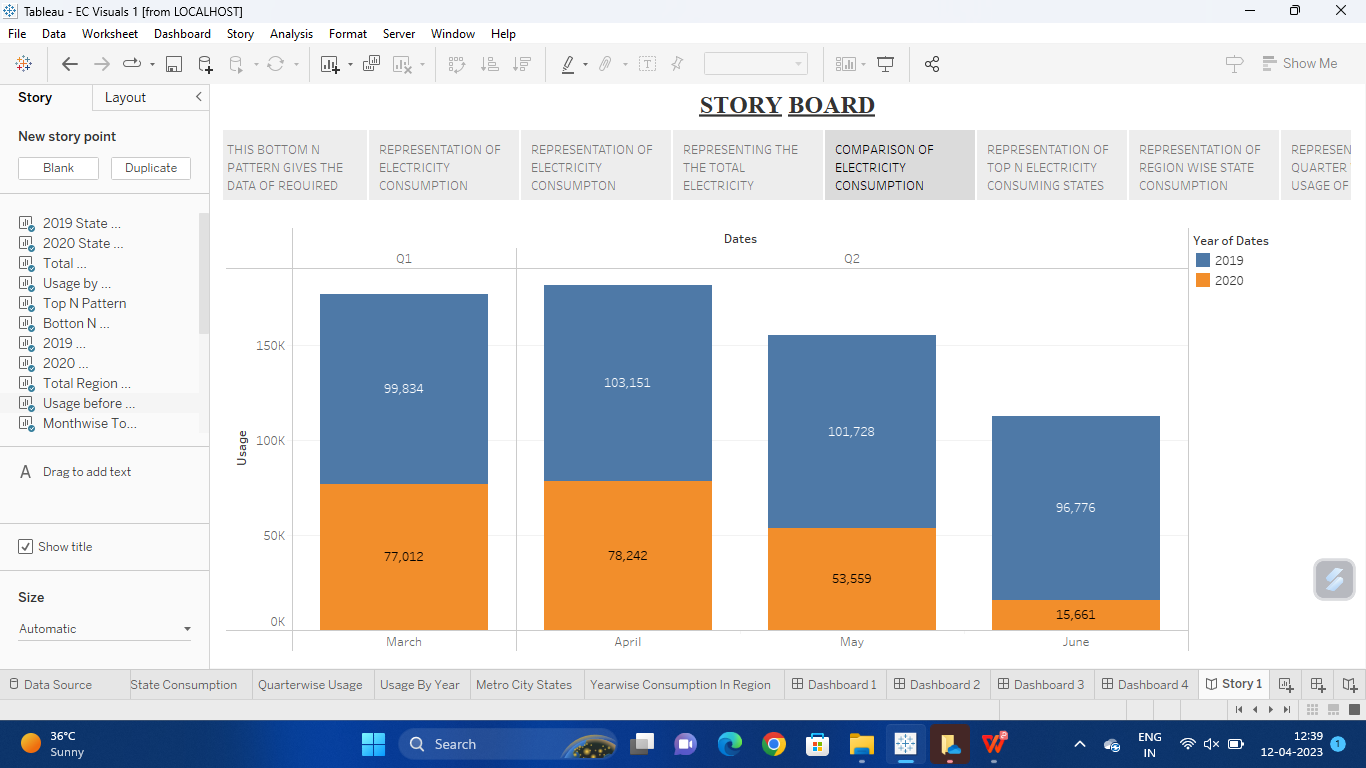 Tableau - EC Visuals 1 [from LOCALHOST]
File Data Worksheet Dashboard Story Analysis Format Server Window Help
Show Me
Story Layout
New story point
Blank Duplicate
2019 State ...
2020 State ...
Total ...
Usage by ...
Top N Pattern
Botton N ...
2019 ...
2020 ...
Total Region ...
Usage before ...
Monthwise To...
A Drag to add text
Show title
Size
Automatic
STORY BOARD
THIS BOTTOM N
PATTERN GIVES THE
DATA OF REQUIRED
REPRESENTATION OF
ELECTRICITY
CONSUMPTION
REPRESENTATION OF
ELECTRICITY
CONSUMPTON
REPRESENTING THE
THE TOTAL
ELECTRICITY
COMPARISON OF
ELECTRICITY
CONSUMPTION
REPRESENTATION OF
TOP N ELECTRICITY
CONSUMING STATES
REPRESENTATION OF
REGION WISE STATE
CONSUMPTION
REPRESEN
QUARTER
USAGE OF
Dates
Q1 Q2
Year of Dates
2019
2020
Usage
150K
100K
50K
0K
99,834
77,012
103,151
78,242
101,728
53,559
96,776
15,661
March April May June
Data Source State Consumption Quarterwise Usage Usage By Year Metro City States Yearwise Consumption In Region Dashboard 1 Dashboard 2 Dashboard 3 Dashboard 4 Story 1
36°C
Sunny
Search
ENG
IN
12:39
12-04-2023
1